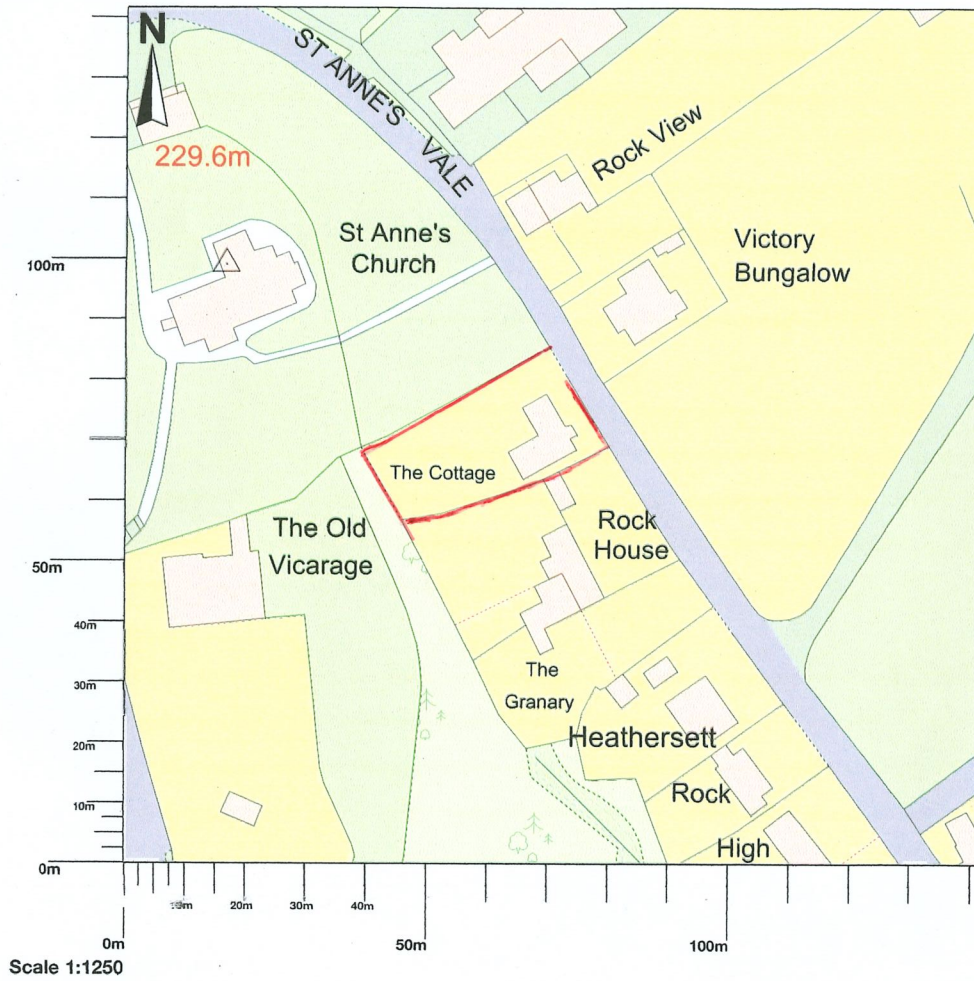 N
ST ANNE'S
VALE
229.6m
Rock View
St Anne's
Church
Victory
Bungalow
100m
The Cottage
The Old
Vicarage
Rock
House
50m
40m
30m
20m
10m
0m
The
Granary
Heathersett
Rock
High
20m
30m
40m
0m
50m
100m
Scale 1:1250